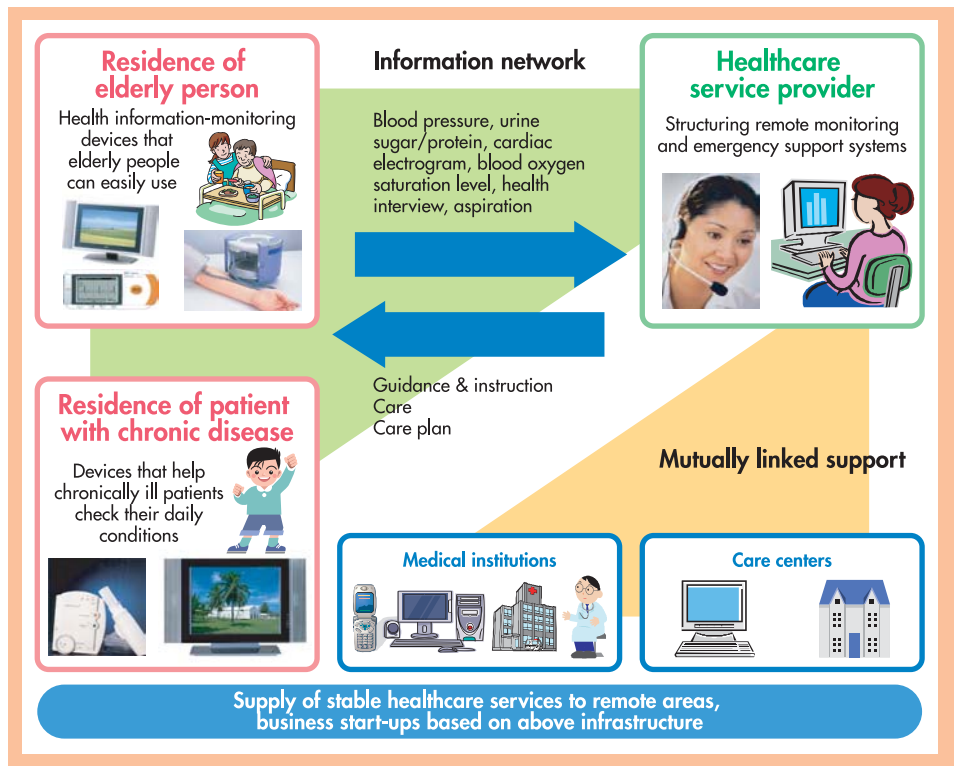 Residence of
elderly person
Health information-monitoring
devices that
elderly people
can easily use
Information network
Blood pressure, urine
sugar/protein, cardiac
electrogram, blood oxygen
saturation level, health
interview, aspiration
Healthcare
service provider
Structuring remote monitoring
and emergency support systems
Guidance & instruction
Care
Care plan
Residence of patient
with chronic disease
Devices that help
chronically ill patients
check their daily
conditions
Mutually linked support
Medical institutions
Care centers
Supply of stable healthcare services to remote areas,
business start-ups based on above infrastructure